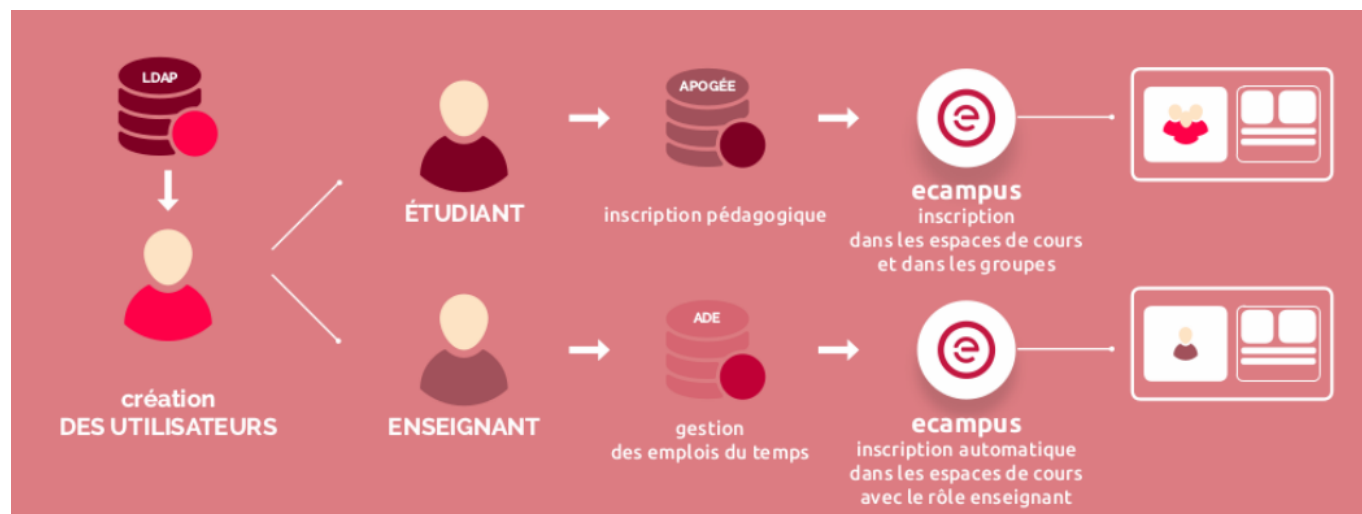 LDAP
création
DES UTILISATEURS
ÉTUDIANT
APOGÉE
inscription pédagogique
e
ecampus
inscription
dans les espaces de cours
et dans les groupes
ENSEIGNANT
ADE
gestion
des emplois du temps
e
ecampus
inscription automatique
dans les espaces de cours
avec le rôle enseignant